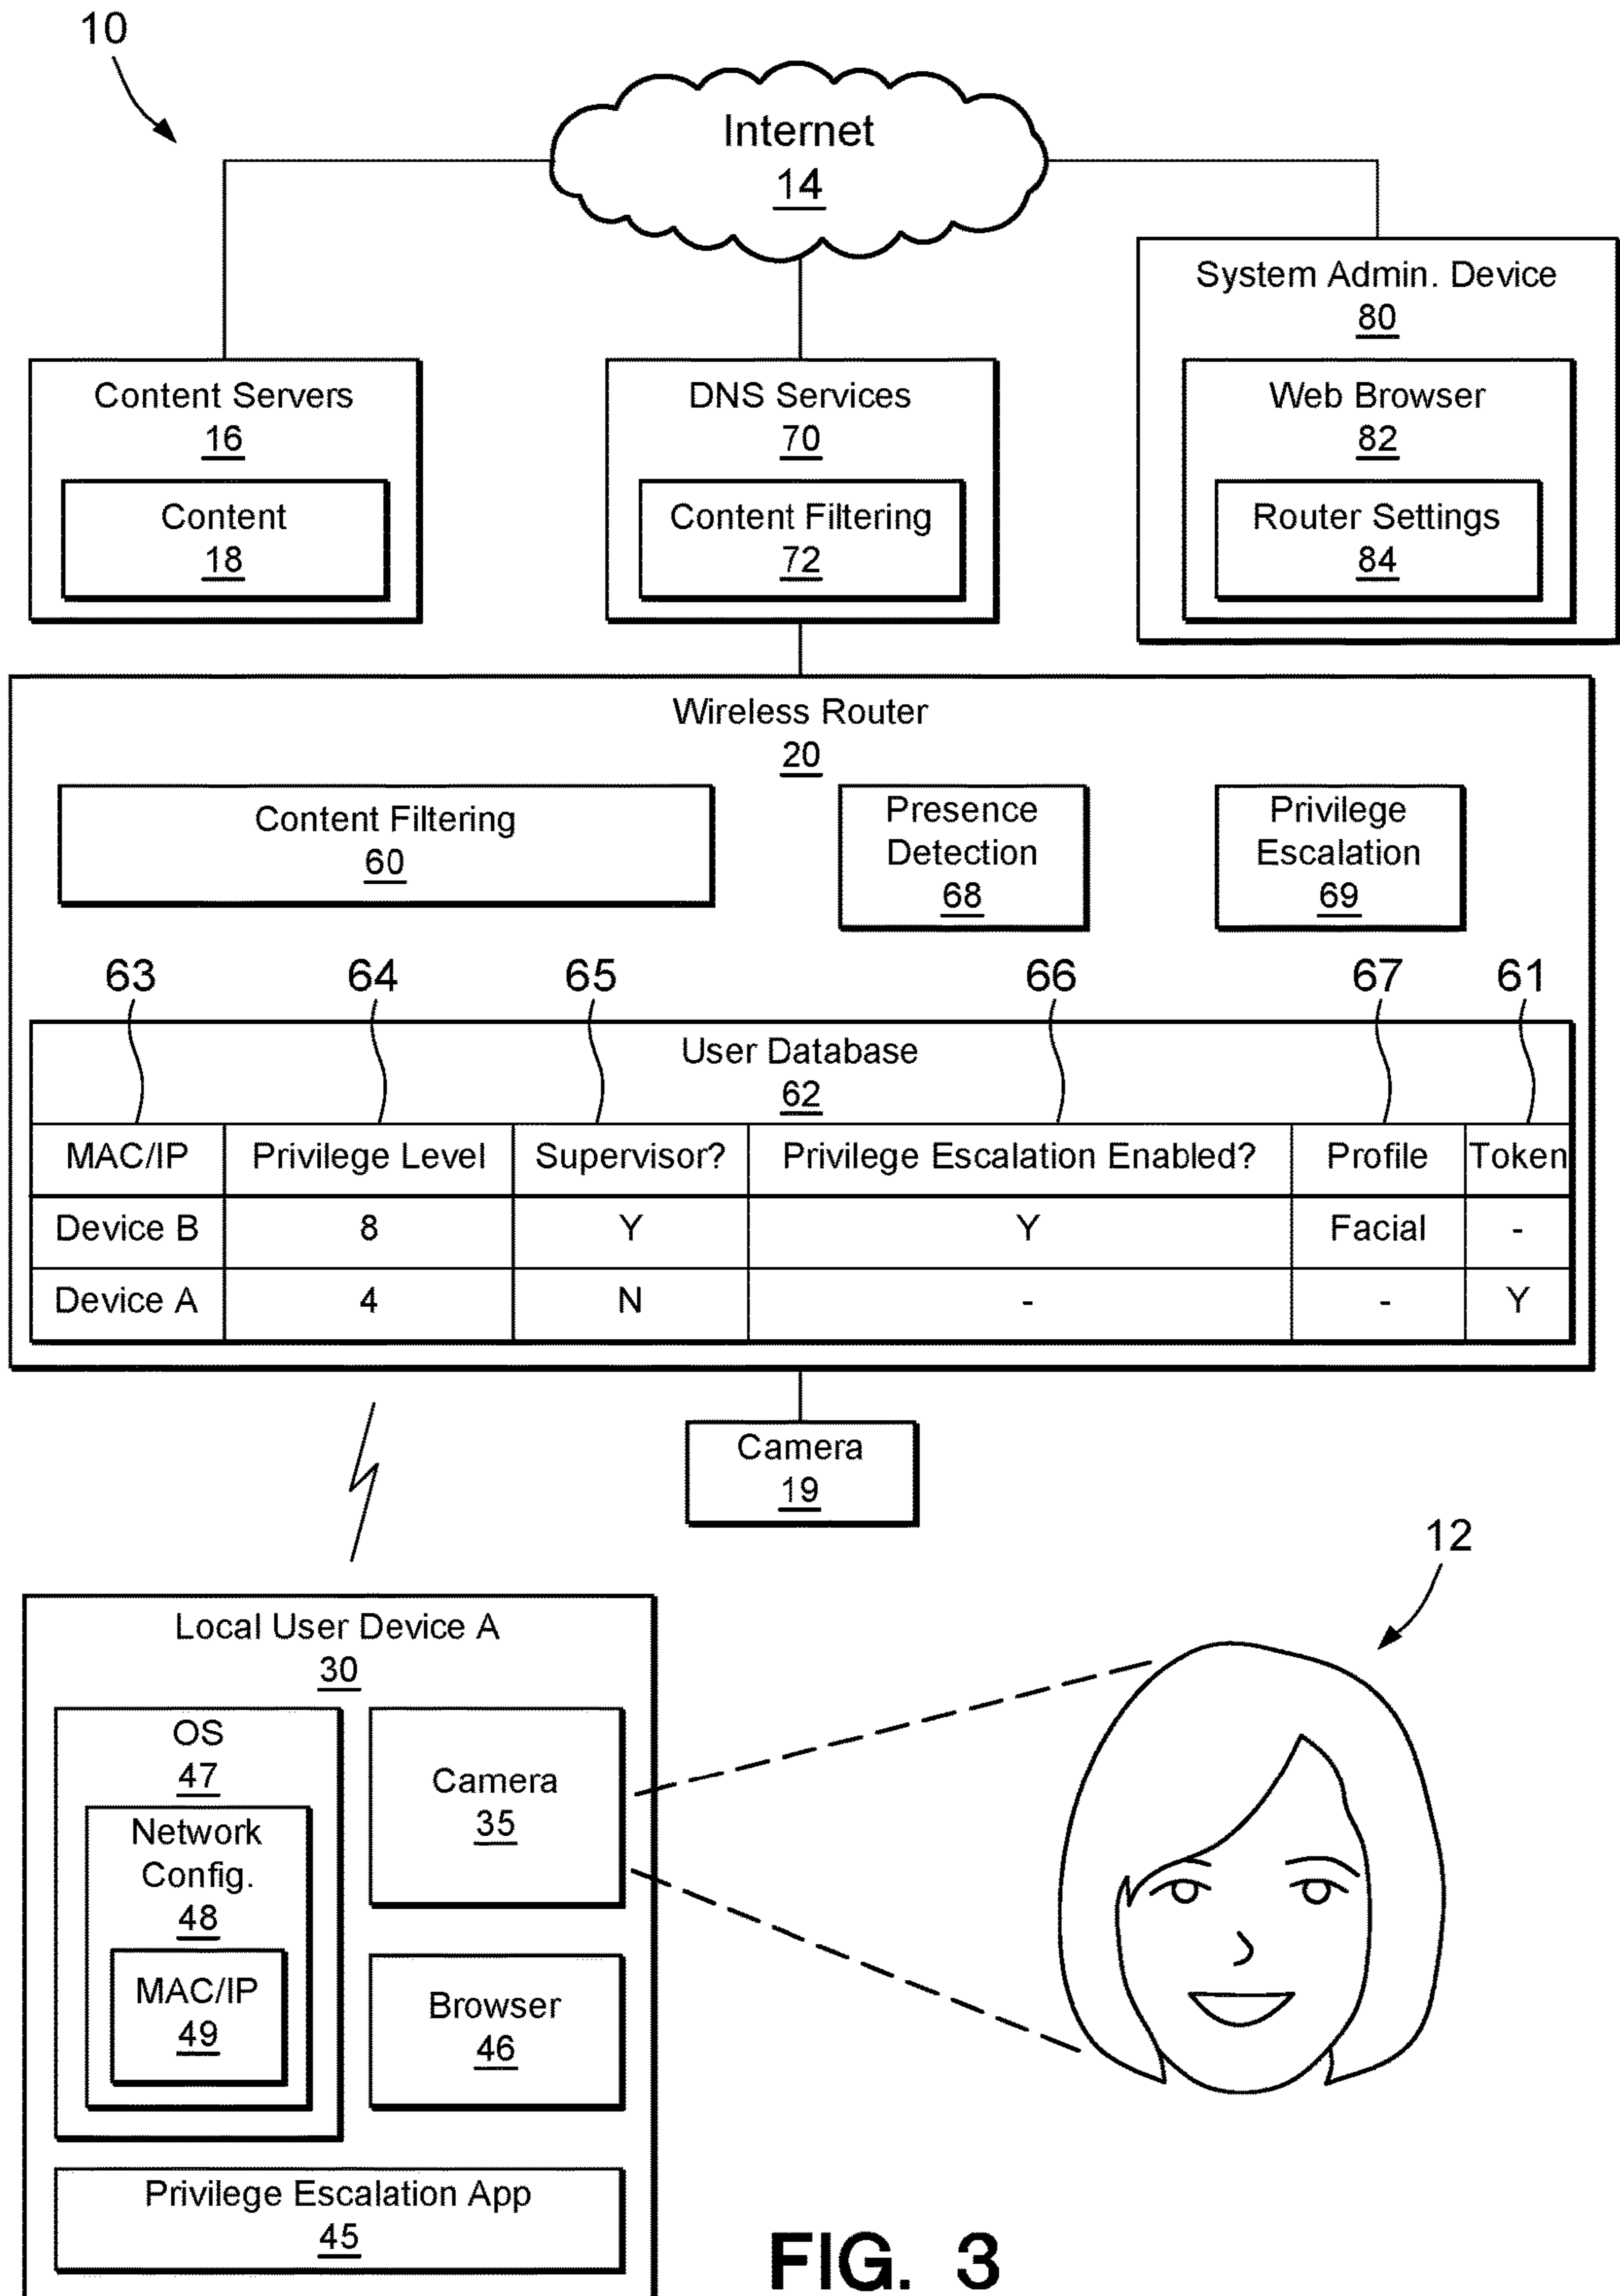 10
Internet
14
System Admin. Device
80
Content Servers
16
DNS Services
70
Web Browser
82
Content
18
Content Filtering
72
Router Settings
84
Wireless Router
20
Content Filtering
60
Presence
Detection
68
Privilege
Escalation
69
63 64 65 66 67 61
User Database
62
MAC/IP Privilege Level Supervisor? Privilege Escalation Enabled? Profile Token
Device B 8 Y Y Facial -
Device A 4 N - - Y
Camera
19
12
Local User Device A
30
OS
47
Network
Config.
48
MAC/IP
49
Camera
35
Browser
46
Privilege Escalation App
45
FIG. 3